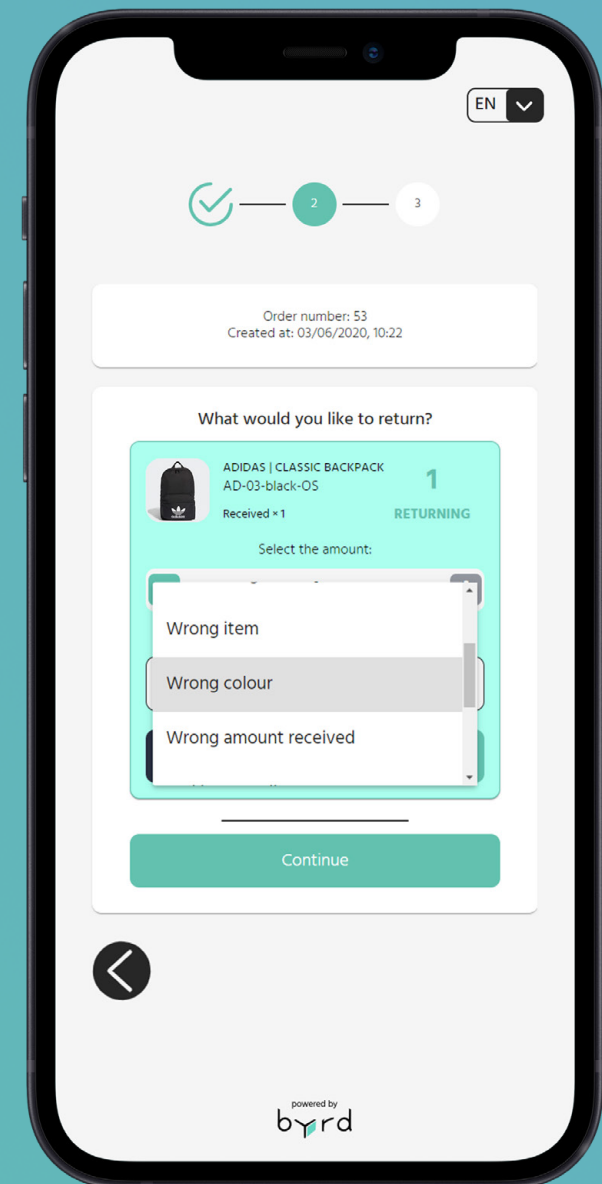 EN
2
3
Order number: 53
Created at: 03/06/2020, 10:22
What would you like to return?
ADIDAS | CLASSIC BACKPACK
AD-03-black-OS
Received × 1
1
RETURNING
Select the amount:
Wrong item
Wrong colour
Wrong amount received
Continue
powered by
byrd